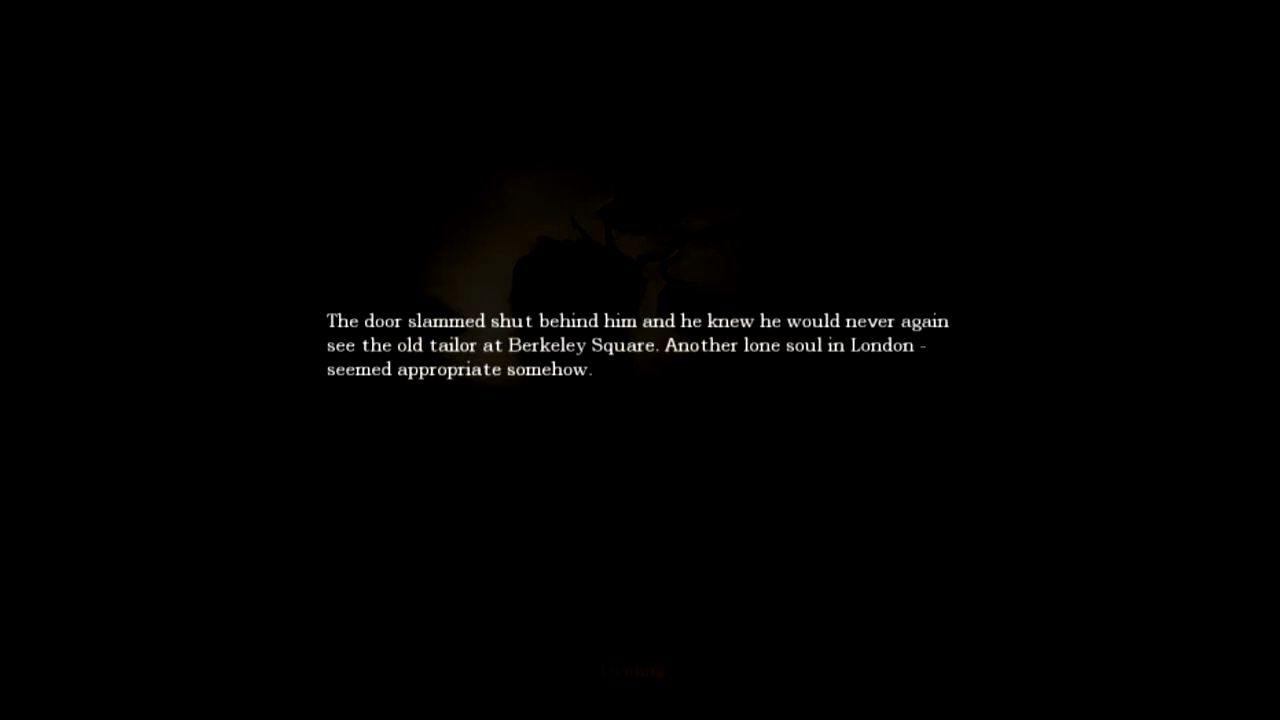 The door slammed shut behind him and he knew he would never again
see the old tailor at Berkeley Square. Another lone soul in London -
seemed appropriate somehow.
Loading